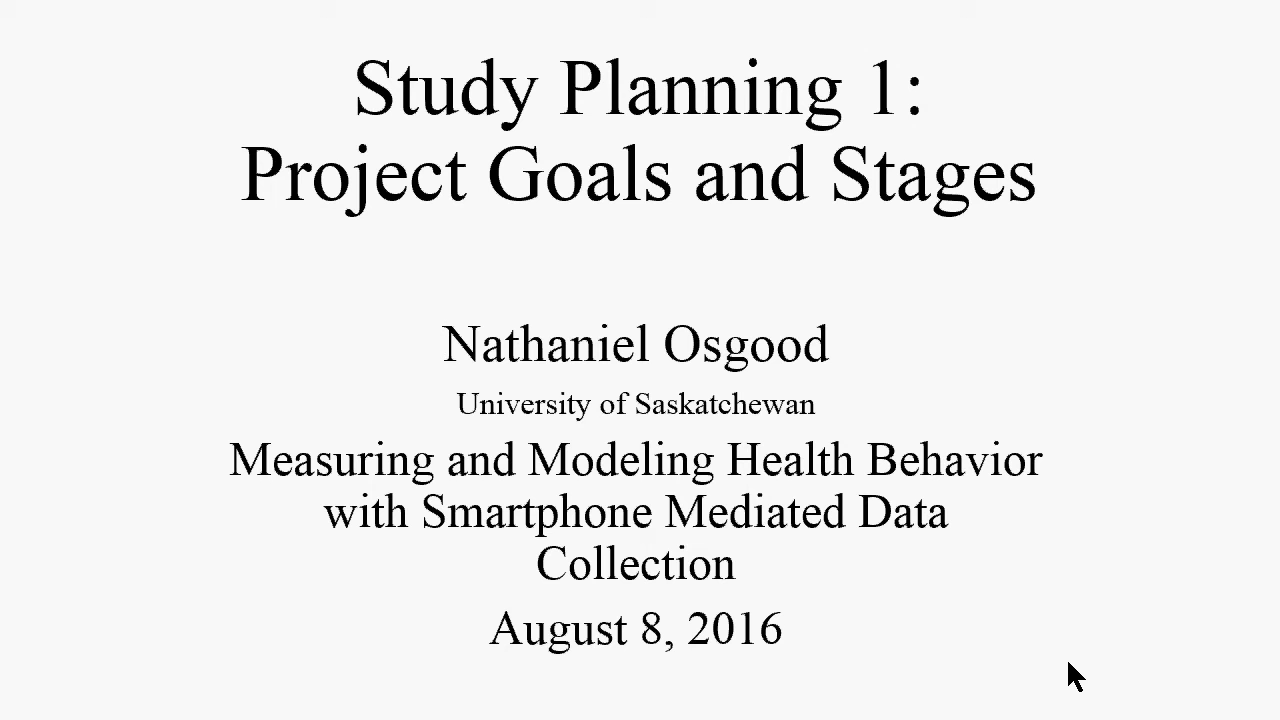 Study Planning 1:
Project Goals and Stages
Nathaniel Osgood
University of Saskatchewan
Measuring and Modeling Health Behavior
with Smartphone Mediated Data
Collection
August 8, 2016